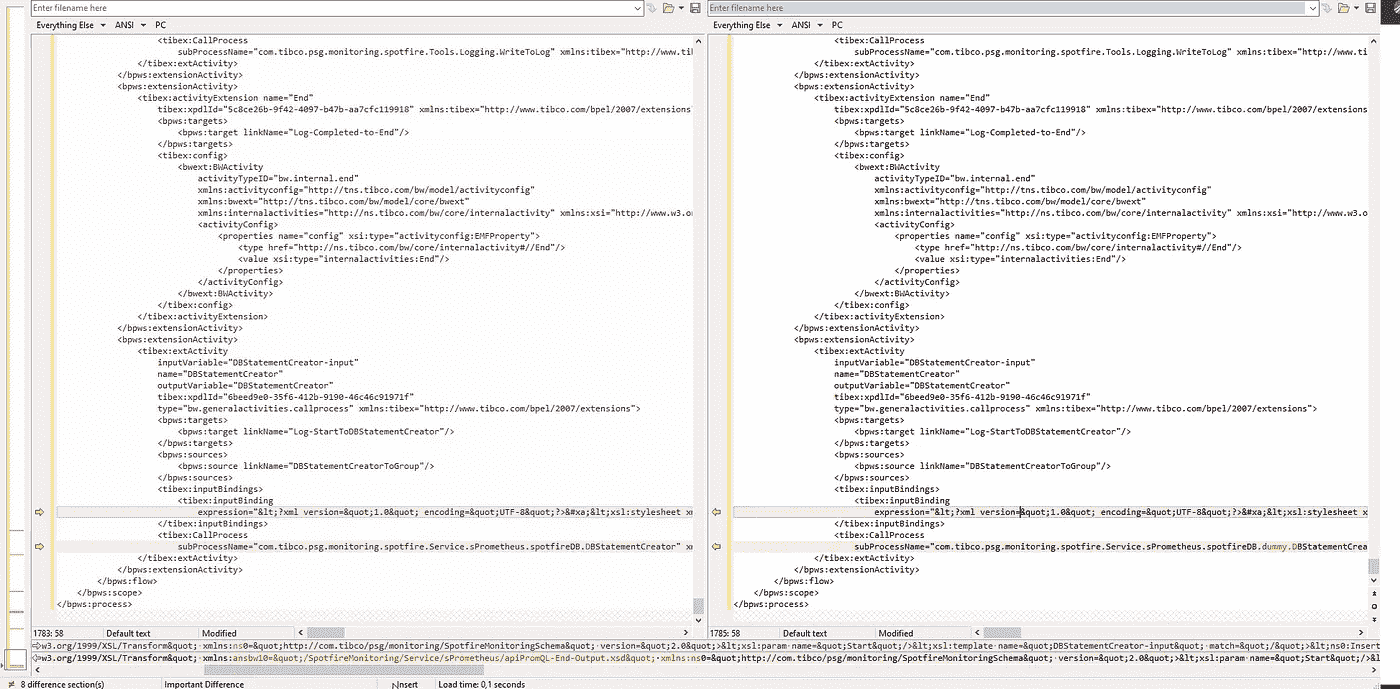 Enter filename here
Everything Else ANSI PC
<tibex:CallProcess
subProcessName="com.tibco.psg.monitoring.spotfire.Tools.Logging.WriteToLog" xmlns:tibex="http://www.ti
</tibex:extActivity>
</bpws:extensionActivity>
<bpws:extensionActivity>
<tibex:activityExtension name="End"
tibex:xpdlId="5c8ce26b-9f42-4097-b47b-aa7cfc119918" xmlns:tibex="http://www.tibco.com/bpel/2007/extensions
<bpws:targets>
<bpws:target linkName="Log-Completed-to-End"/>
</bpws:targets>
<tibex:config>
<bwext:BWActivity
activityTypeID="bw.internal.end"
xmlns:activityconfig="http://tns.tibco.com/bw/model/activityconfig"
xmlns:bwext="http://tns.tibco.com/bw/model/core/bwext"
xmlns:internalactivities="http://ns.tibco.com/bw/core/internalactivity" xmlns:xsi="http://www.w3.o
<activityConfig>
<properties name="config" xsi:type="activityconfig:EMFProperty">
<type href="http://ns.tibco.com/bw/core/internalactivity#//End"/>
<value xsi:type="internalactivities:End"/>
</properties>
</activityConfig>
</bwext:BWActivity>
</tibex:config>
</tibex:activityExtension>
</bpws:extensionActivity>
<bpws:extensionActivity>
<tibex:extActivity
inputVariable="DBStatementCreator-input"
name="DBStatementCreator"
outputVariable="DBStatementCreator"
tibex:xpdlId="6beed9e0-35f6-412b-9190-46c46c91971f"
type="bw.generalactivities.callprocess" xmlns:tibex="http://www.tibco.com/bpel/2007/extensions">
<bpws:targets>
<bpws:target linkName="Log-StartToDBStatementCreator"/>
</bpws:targets>
<bpws:sources>
<bpws:source linkName="DBStatementCreatorToGroup"/>
</bpws:sources>
<tibex:inputBindings>
<tibex:inputBinding
expression="&lt;?xml version=&quot;1.0&quot; encoding=&quot;UTF-8&quot;?>&#xa;&lt;xsl:stylesheet x
</tibex:inputBindings>
<tibex:CallProcess
subProcessName="com.tibco.psg.monitoring.spotfire.Service.sPrometheus.spotfireDB.DBStatementCreator" x
</tibex:extActivity>
</bpws:extensionActivity>
</bpws:flow>
</bpws:scope>
</bpws:process>
1783: 58 Default text Modified
Enter filename here
Everything Else ANSI PC
<tibex:CallProcess
subProcessName="com.tibco.psg.monitoring.spotfire.Tools.Logging.WriteToLog" xmlns:tibex="http://www.ti
</tibex:extActivity>
</bpws:extensionActivity>
<bpws:extensionActivity>
<tibex:activityExtension name="End"
tibex:xpdlId="5c8ce26b-9f42-4097-b47b-aa7cfc119918" xmlns:tibex="http://www.tibco.com/bpel/2007/extensions
<bpws:targets>
<bpws:target linkName="Log-Completed-to-End"/>
</bpws:targets>
<tibex:config>
<bwext:BWActivity
activityTypeID="bw.internal.end"
xmlns:activityconfig="http://tns.tibco.com/bw/model/activityconfig"
xmlns:bwext="http://tns.tibco.com/bw/model/core/bwext"
xmlns:internalactivities="http://ns.tibco.com/bw/core/internalactivity" xmlns:xsi="http://www.w3.o
<activityConfig>
<properties name="config" xsi:type="activityconfig:EMFProperty">
<type href="http://ns.tibco.com/bw/core/internalactivity#//End"/>
<value xsi:type="internalactivities:End"/>
</properties>
</activityConfig>
</bwext:BWActivity>
</tibex:config>
</tibex:activityExtension>
</bpws:extensionActivity>
<bpws:extensionActivity>
<tibex:extActivity
inputVariable="DBStatementCreator-input"
name="DBStatementCreator"
outputVariable="DBStatementCreator"
tibex:xpdlId="6beed9e0-35f6-412b-9190-46c46c91971f"
type="bw.generalactivities.callprocess" xmlns:tibex="http://www.tibco.com/bpel/2007/extensions">
<bpws:targets>
<bpws:target linkName="Log-StartToDBStatementCreator"/>
</bpws:targets>
<bpws:sources>
<bpws:source linkName="DBStatementCreatorToGroup"/>
</bpws:sources>
<tibex:inputBindings>
<tibex:inputBinding
expression="&lt;?xml version=&quot;1.0&quot; encoding=&quot;UTF-8&quot;?>&#xa;&lt;xsl:stylesheet x
</tibex:inputBindings>
<tibex:CallProcess
subProcessName="com.tibco.psg.monitoring.spotfire.Service.sPrometheus.spotfireDB.dummy.DBStatementCrea
</tibex:extActivity>
</bpws:extensionActivity>
</bpws:flow>
</bpws:scope>
</bpws:process>
1785: 58 Default text Modified
w3.org/1999/XSL/Transform&quot; xmlns:ns0=&quot;http://com.tibco/psg/monitoring/SpotfireMonitoringSchema&quot; version=&quot;2.0&quot;>&lt;xsl:param name=&quot;Start&quot;/>&lt;xsl:template name=&quot;DBStatementCreator-input&quot; match=&quot;/&quot;>&lt;ns0:Insert
w3.org/1999/XSL/Transform&quot; xmlns:ansbwi0=&quot;/SpotfireMonitoring/Service/sPrometheus/apiPromQL-End-Output.xsd&quot; xmlns:ns0=&quot;http://com.tibco/psg/monitoring/SpotfireMonitoringSchema&quot; version=&quot;2.0&quot;>&lt;xsl:param name=&quot;Start&quot;/>&l
8 difference section(s) Important Difference Insert Load time: 0,1 seconds